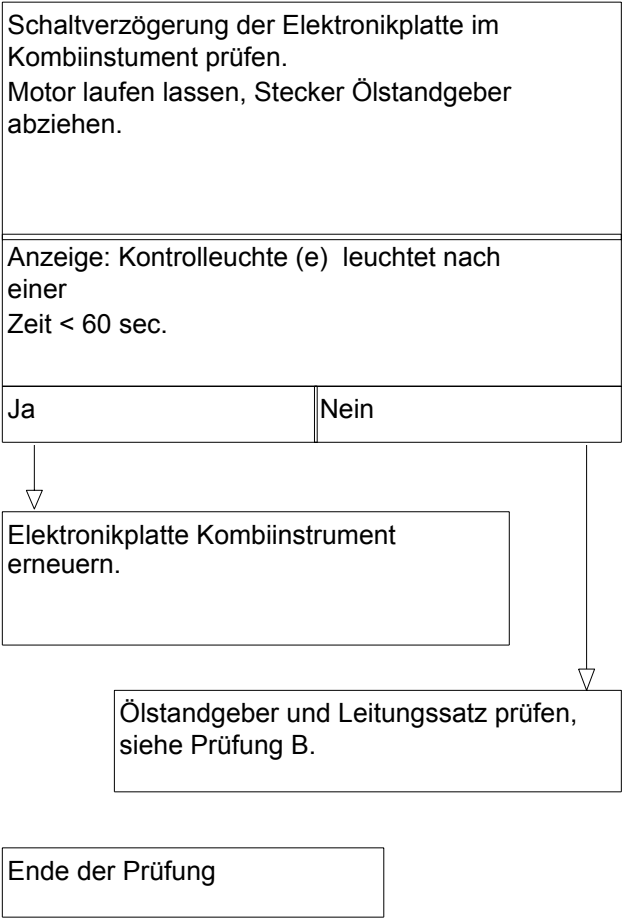 Schaltverzögerung der Elektronikplatte im
Kombiinstument prüfen.
Motor laufen lassen, Stecker Ölstandgeber
abziehen.
Anzeige: Kontrolleuchte (e)  leuchtet nach
einer
Zeit < 60 sec.
Ja
Nein
Elektronikplatte Kombiinstrument
erneuern.
Ölstandgeber und Leitungssatz prüfen,
siehe Prüfung B.
Ende der Prüfung